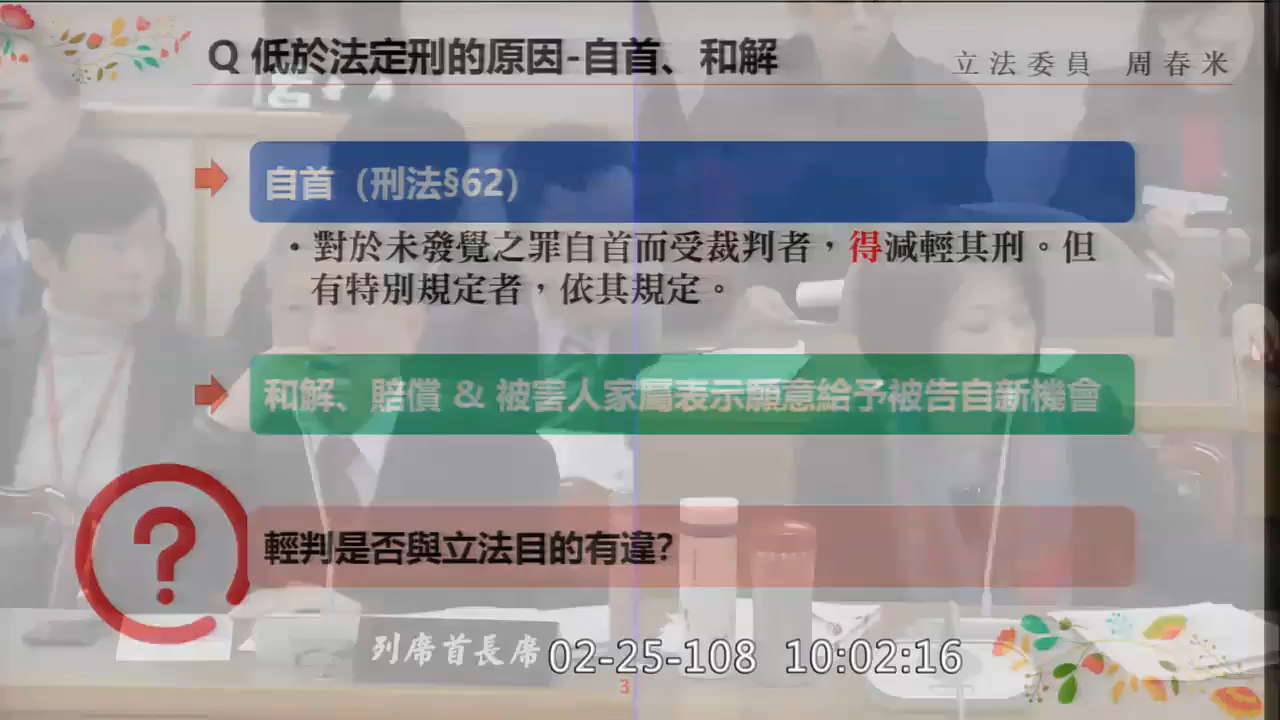 Q 低於法定刑的原因-自首、和解
立法委員 周春米
自首（刑法§62）
• 對於未發覺之罪自首而受裁判者，得減輕其刑。但
有特別規定者，依其規定。
和解、賠償 & 被害人家屬表示願意給予被告自新機會
?
輕判是否與立法目的有違?
列席首長席
02-25-108 10:02:16
3